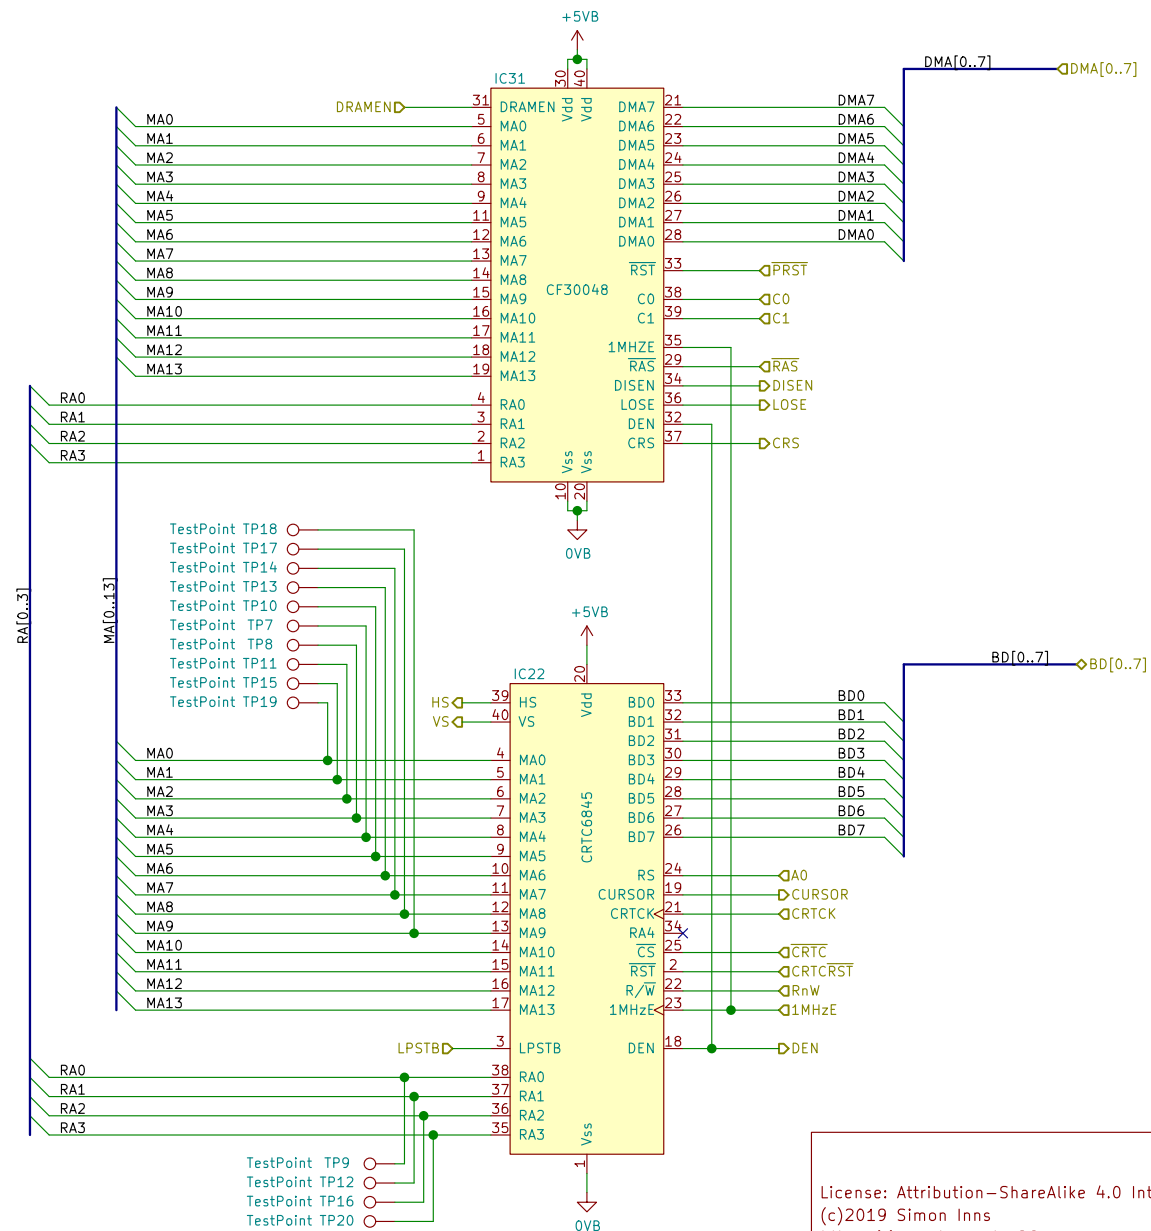 +5VB
IC31
30
40
Vdd
Vdd
DMA[0..7]
DMA[0..7]
DRAMEN 31 DRAMEN DMA7 21 DMA7
MA0 5 MA0 DMA6 22 DMA6
MA1 6 MA1 DMA5 23 DMA5
MA2 7 MA2 DMA4 24 DMA4
MA3 8 MA3 DMA3 25 DMA3
MA4 9 MA4 DMA2 26 DMA2
MA5 11 MA5 DMA1 27 DMA1
MA6 12 MA6 DMA0 28 DMA0
MA7 13 MA7 RST 33 PRST
MA8 14 MA8
CF30048
MA9 15 MA9 C0 38 C0
MA10 16 MA10 C1 39 C1
MA11 17 MA11
1MHZE 35
MA12 18 MA12 RAS 29 RAS
MA13 19 MA13 DISEN 34 DISEN
RA0 4 RA0 LOSE 36 LOSE
RA1 3 RA1 DEN 32
RA2 2 RA2 CRS 37 CRS
RA3 1 RA3
Vss
Vss
10
20
0VB
TestPoint TP18
TestPoint TP17
TestPoint TP14
TestPoint TP13
TestPoint TP10
TestPoint TP7
TestPoint TP8
TestPoint TP11
TestPoint TP15
TestPoint TP19
RA[0..3]
MA[0..13]
+5VB
IC22
20
Vdd
BD[0..7]
BD[0..7]
HS 39 HS BD0 33 BD0
VS 40 VS BD1 32 BD1
BD2 31 BD2
MA0 4 MA0 BD3 30 BD3
MA1 5 MA1 BD4 29 BD4
MA2 6 MA2 BD5 28 BD5
MA3 7 MA3 BD6 27 BD6
MA4 8 MA4 BD7 26 BD7
CRTC6845
MA5 9 MA5
MA6 10 MA6 RS 24 A0
MA7 11 MA7 CURSOR 19 CURSOR
MA8 12 MA8 CRTCK 21 CRTCK
MA9 13 MA9 RA4 34
MA10 14 MA10 CS 25 CRTC
MA11 15 MA11 RST 2 CRTCRST
MA12 16 MA12 R/W 22 RnW
MA13 17 MA13 1MHzE 23 1MHzE
LPSTB 3 LPSTB DEN 18 DEN
RA0 38 RA0
RA1 37 RA1
RA2 36 RA2
RA3 35 RA3
Vss
1
0VB
TestPoint TP9
TestPoint TP12
TestPoint TP16
TestPoint TP20
License: Attribution-ShareAlike 4.0 Int
(c)2019 Simon Inns